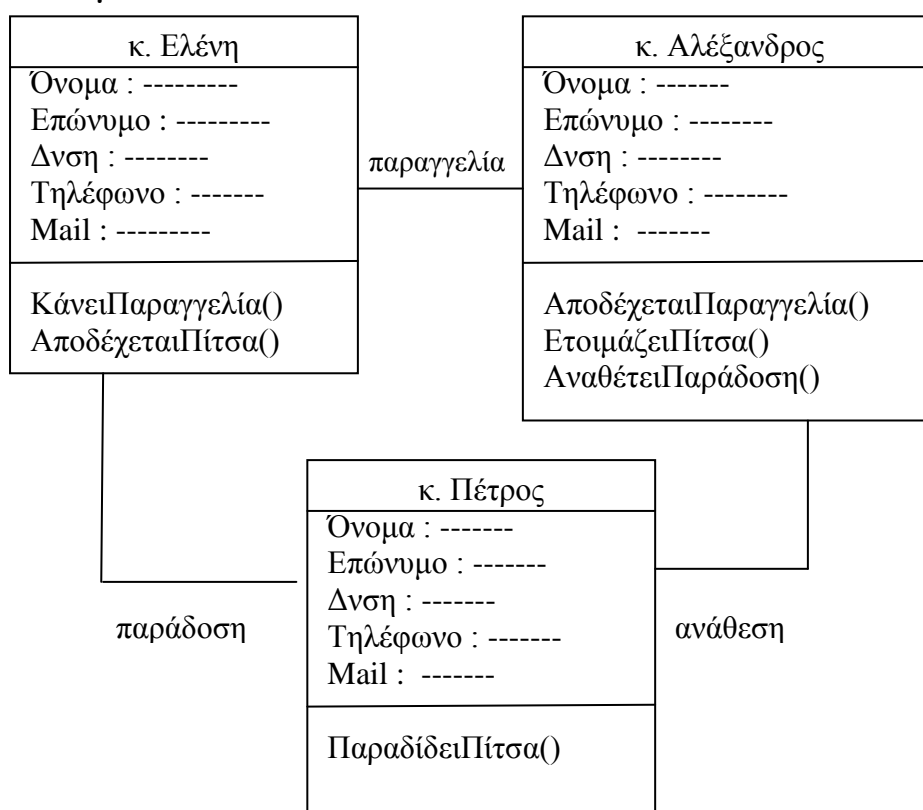 κ. Ελένη
Όνομα : ---------
Επώνυμο : ---------
Δνση : --------
Τηλέφωνο : -------
Mail : ---------
ΚάνειΠαραγγελία()
ΑποδέχεταιΠίτσα()
παραγγελία
κ. Αλέξανδρος
Όνομα : -------
Επώνυμο : --------
Δνση : --------
Τηλέφωνο : --------
Mail :  -------
ΑποδέχεταιΠαραγγελία()
ΕτοιμάζειΠίτσα()
ΑναθέτειΠαράδοση()
παράδοση
κ. Πέτρος
Όνομα : -------
Επώνυμο : -------
Δνση : -------
Τηλέφωνο : -------
Mail :  -------
ΠαραδίδειΠίτσα()
ανάθεση